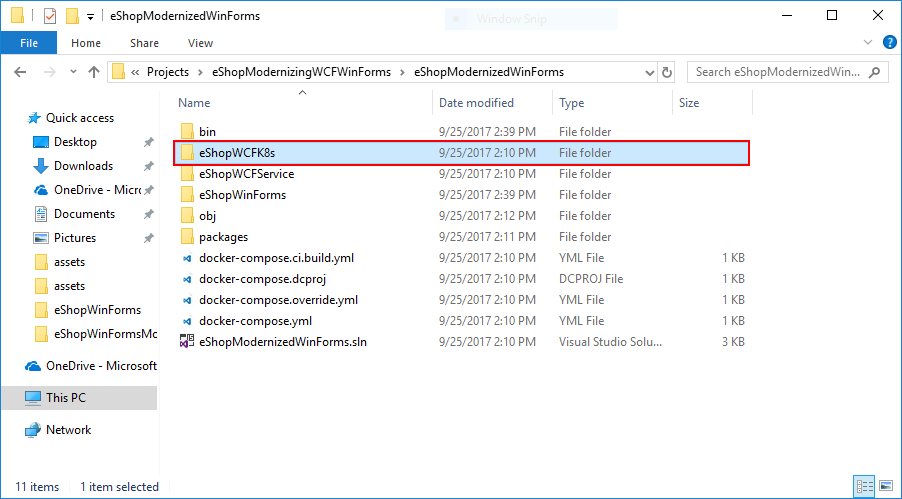 eShopModernizedWinForms
Window Snip
File Home Share View
Projects eShopModernizingWCFWinForms eShopModernizedWinForms
Search eShopModernizedWin...
Name Date modified Type Size
Quick access
Desktop
Downloads
OneDrive - Micr
Documents
Pictures
assets
assets
eShopWinForms
eShopWinFormsMc
OneDrive - Microsoft
This PC
Network
bin 9/25/2017 2:39 PM File folder
eShopWCFK8s 9/25/2017 2:10 PM File folder
eShopWCFService 9/25/2017 2:10 PM File folder
eShopWinForms 9/25/2017 2:39 PM File folder
obj 9/25/2017 2:12 PM File folder
packages 9/25/2017 2:11 PM File folder
docker-compose.ci.build.yml 9/25/2017 2:10 PM YML File 1 KB
docker-compose.dcproj 9/25/2017 2:10 PM DCPROJ File 1 KB
docker-compose.override.yml 9/25/2017 2:10 PM YML File 1 KB
docker-compose.yml 9/25/2017 2:10 PM YML File 1 KB
eShopModernizedWinForms.sln 9/25/2017 2:10 PM Visual Studio Solu... 3 KB
11 items 1 item selected